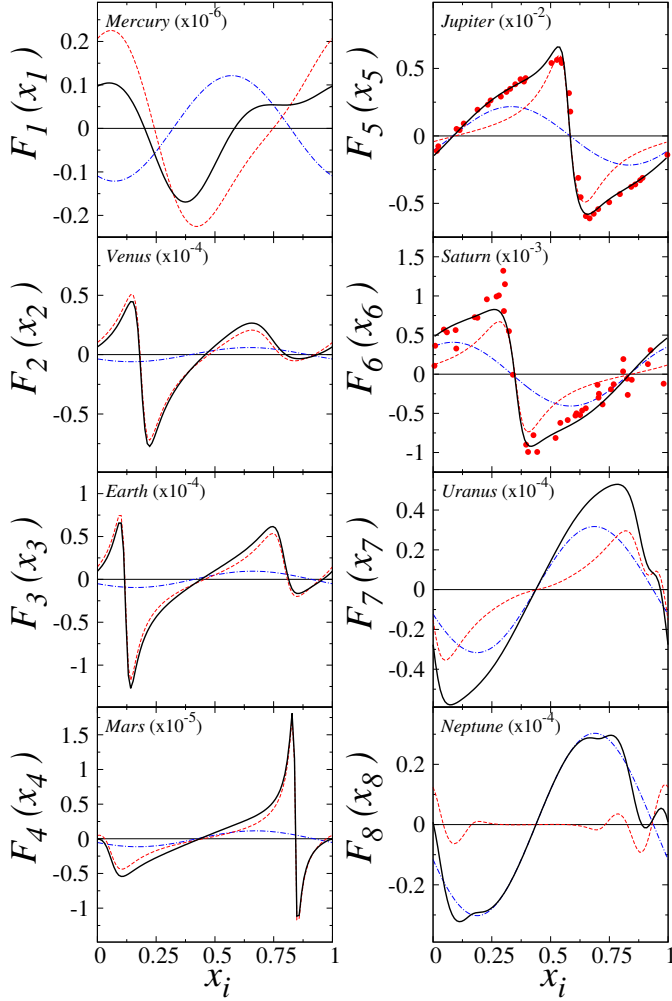 Mercury (x10-6)
0.2
0.1
0
-0.1
-0.2
F1 (x1)
Jupiter (x10-2)
0.5
0
-0.5
F5 (x5)
Venus (x10-4)
0.5
0
-0.5
F2 (x2)
Saturn (x10-3)
1.5
1
0.5
0
-0.5
-1
F6 (x6)
Earth (x10-4)
1
0.5
0
-0.5
-1
F3 (x3)
Uranus (x10-4)
0.4
0.2
0
-0.2
-0.4
F7 (x7)
Mars (x10-5)
1.5
1
0.5
0
-0.5
-1
F4 (x4)
Neptune (x10-4)
0.2
0
-0.2
F8 (x8)
0 0.25 0.5 0.75 1
0 0.25 0.5 0.75 1
xi
xi